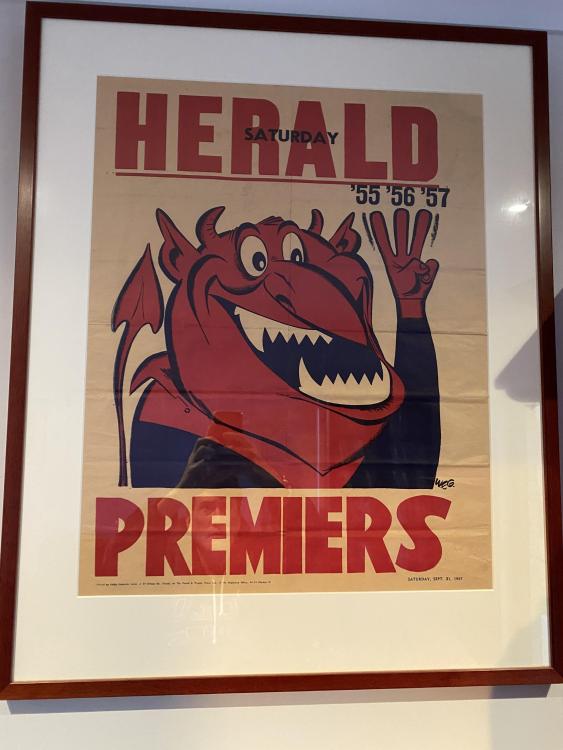 HERALD
SATURDAY
'55 '56 '57
WEG.
PREMIERS
SATURDAY, SEPT. 21, 1957